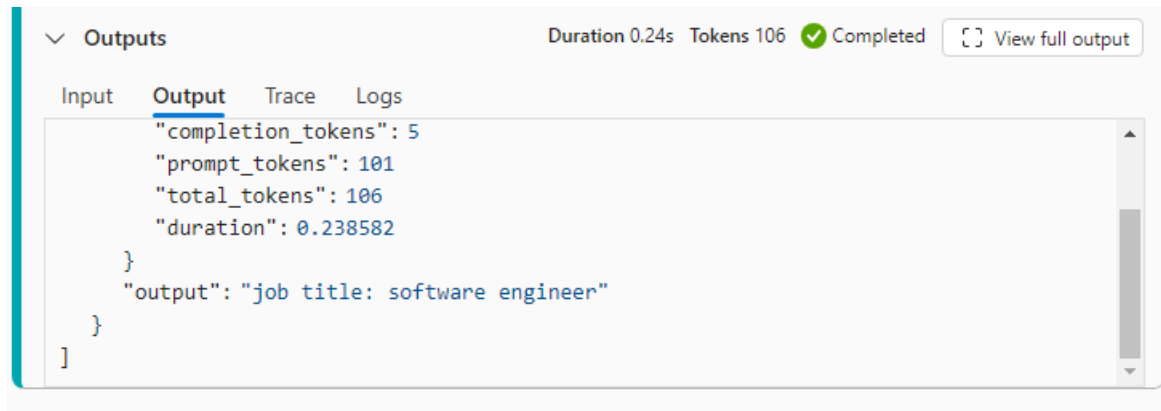 Outputs Duration 0.24s Tokens 106 Completed View full output
Input Output Trace Logs
"completion_tokens": 5
"prompt_tokens": 101
"total_tokens": 106
"duration": 0.238582
}
"output": "job title: software engineer"
}
]